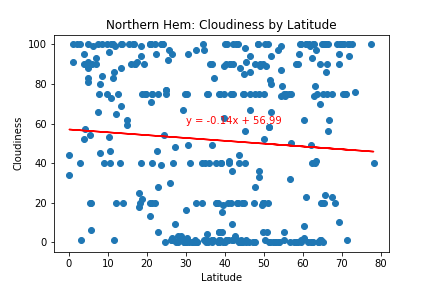 Northern Hem: Cloudiness by Latitude
100
80
60
40
20
0
Cloudiness
y = -0.14x + 56.99
0 10 20 30 40 50 60 70 80
Latitude